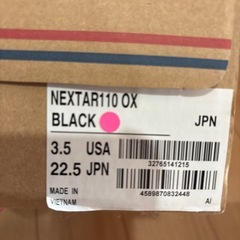 NEXTAR110 OX
BLACK JPN
3.5 USA
22.5 JPN
32765141215
MADE IN
VIETNAM
4589870832448
AI